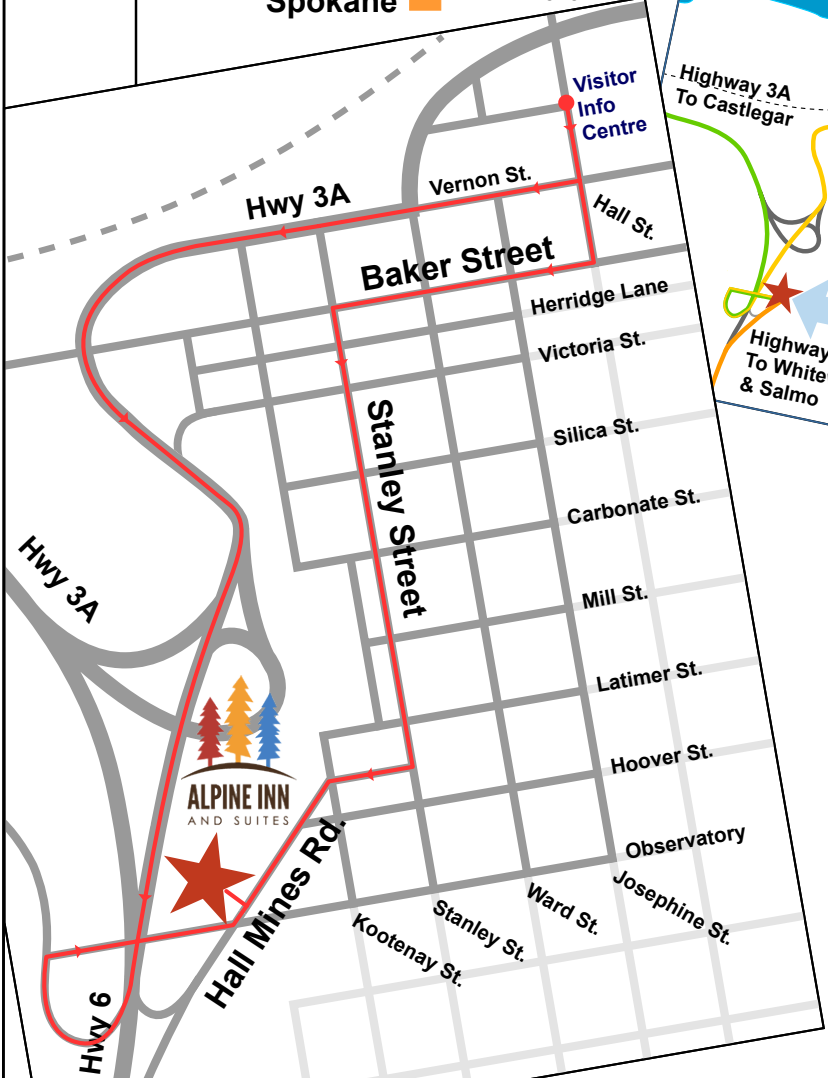 Spokane
Visitor
Info
Centre
Highway 3A
To Castlegar
Vernon St.
Hwy 3A
Hall St.
Baker Street
Herridge Lane
Victoria St.
Highway
To White
& Salmo
Stanley Street
Silica St.
Carbonate St.
Hwy 3A
Mill St.
Latimer St.
Hoover St.
ALPINE INN
AND SUITES
Observatory
Hall Mines Rd.
Josephine St.
Ward St.
Stanley St.
Kootenay St.
Hwy 6